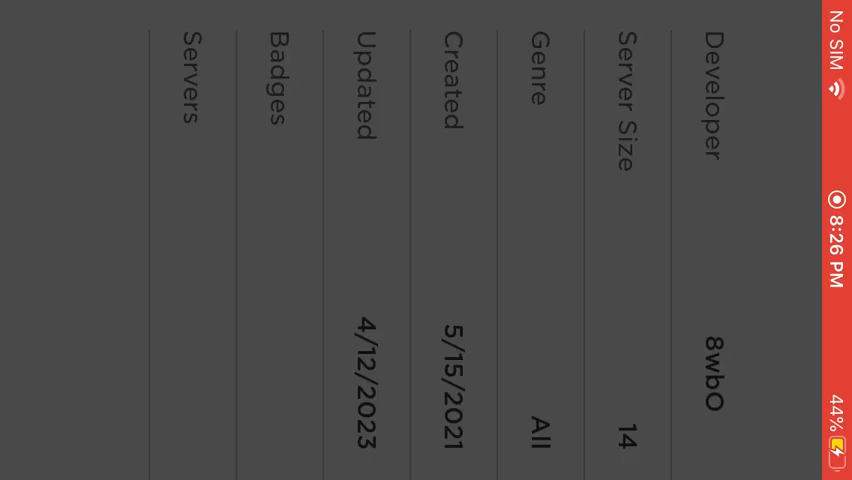 No SIM 8:26 PM 44%
Developer 8wbO
Server Size 14
Genre All
Created 5/15/2021
Updated 4/12/2023
Badges
Servers